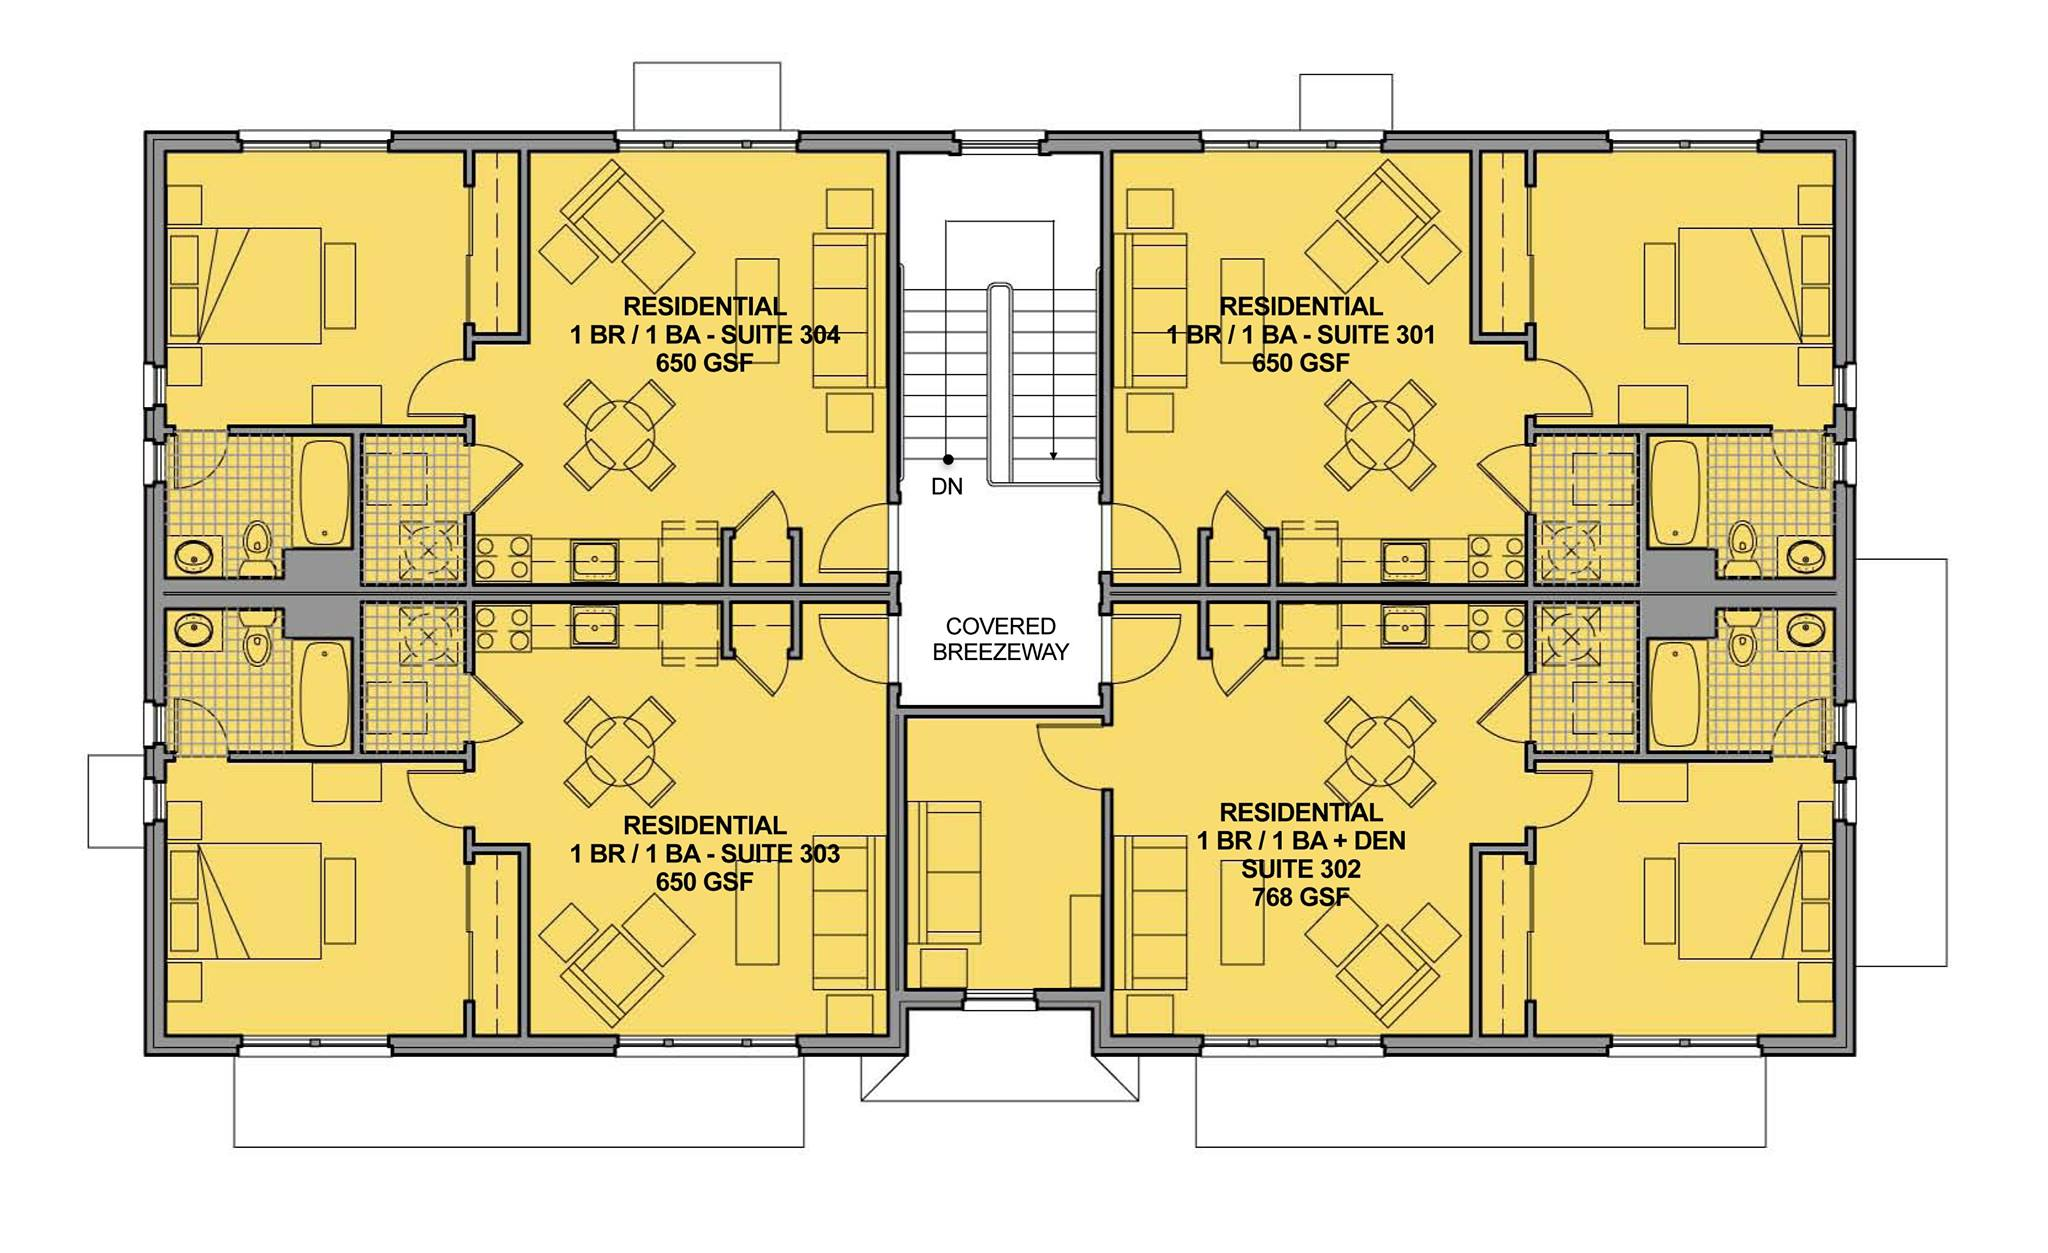 RESIDENTIAL
1 BR / 1 BA - SUITE 304
650 GSF
RESIDENTIAL
1 BR / 1 BA - SUITE 301
650 GSF
DN
COVERED
BREEZEWAY
RESIDENTIAL
1 BR / 1 BA - SUITE 303
650 GSF
RESIDENTIAL
1 BR / 1 BA + DEN
SUITE 302
768 GSF